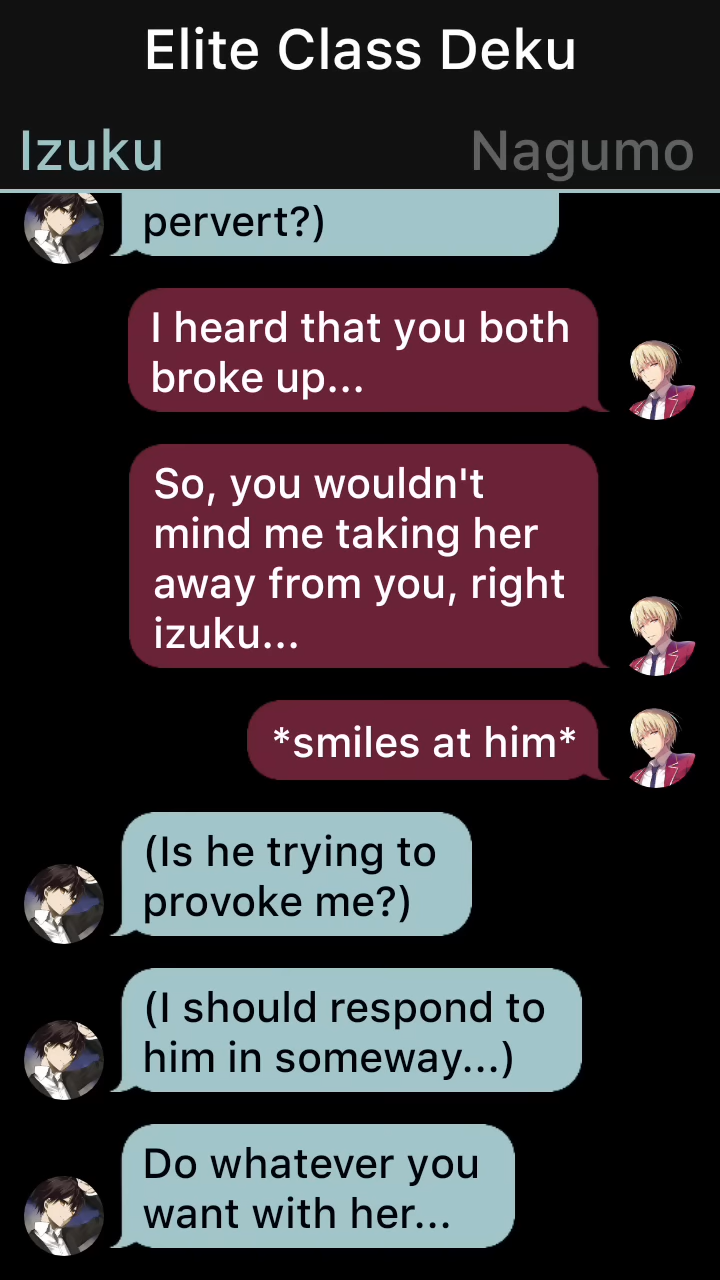 Elite Class Deku
Izuku
Nagumo
pervert?)
I heard that you both
broke up...
So, you wouldn't
mind me taking her
away from you, right
izuku...
*smiles at him*
(Is he trying to
provoke me?)
(I should respond to
him in someway...)
Do whatever you
want with her...